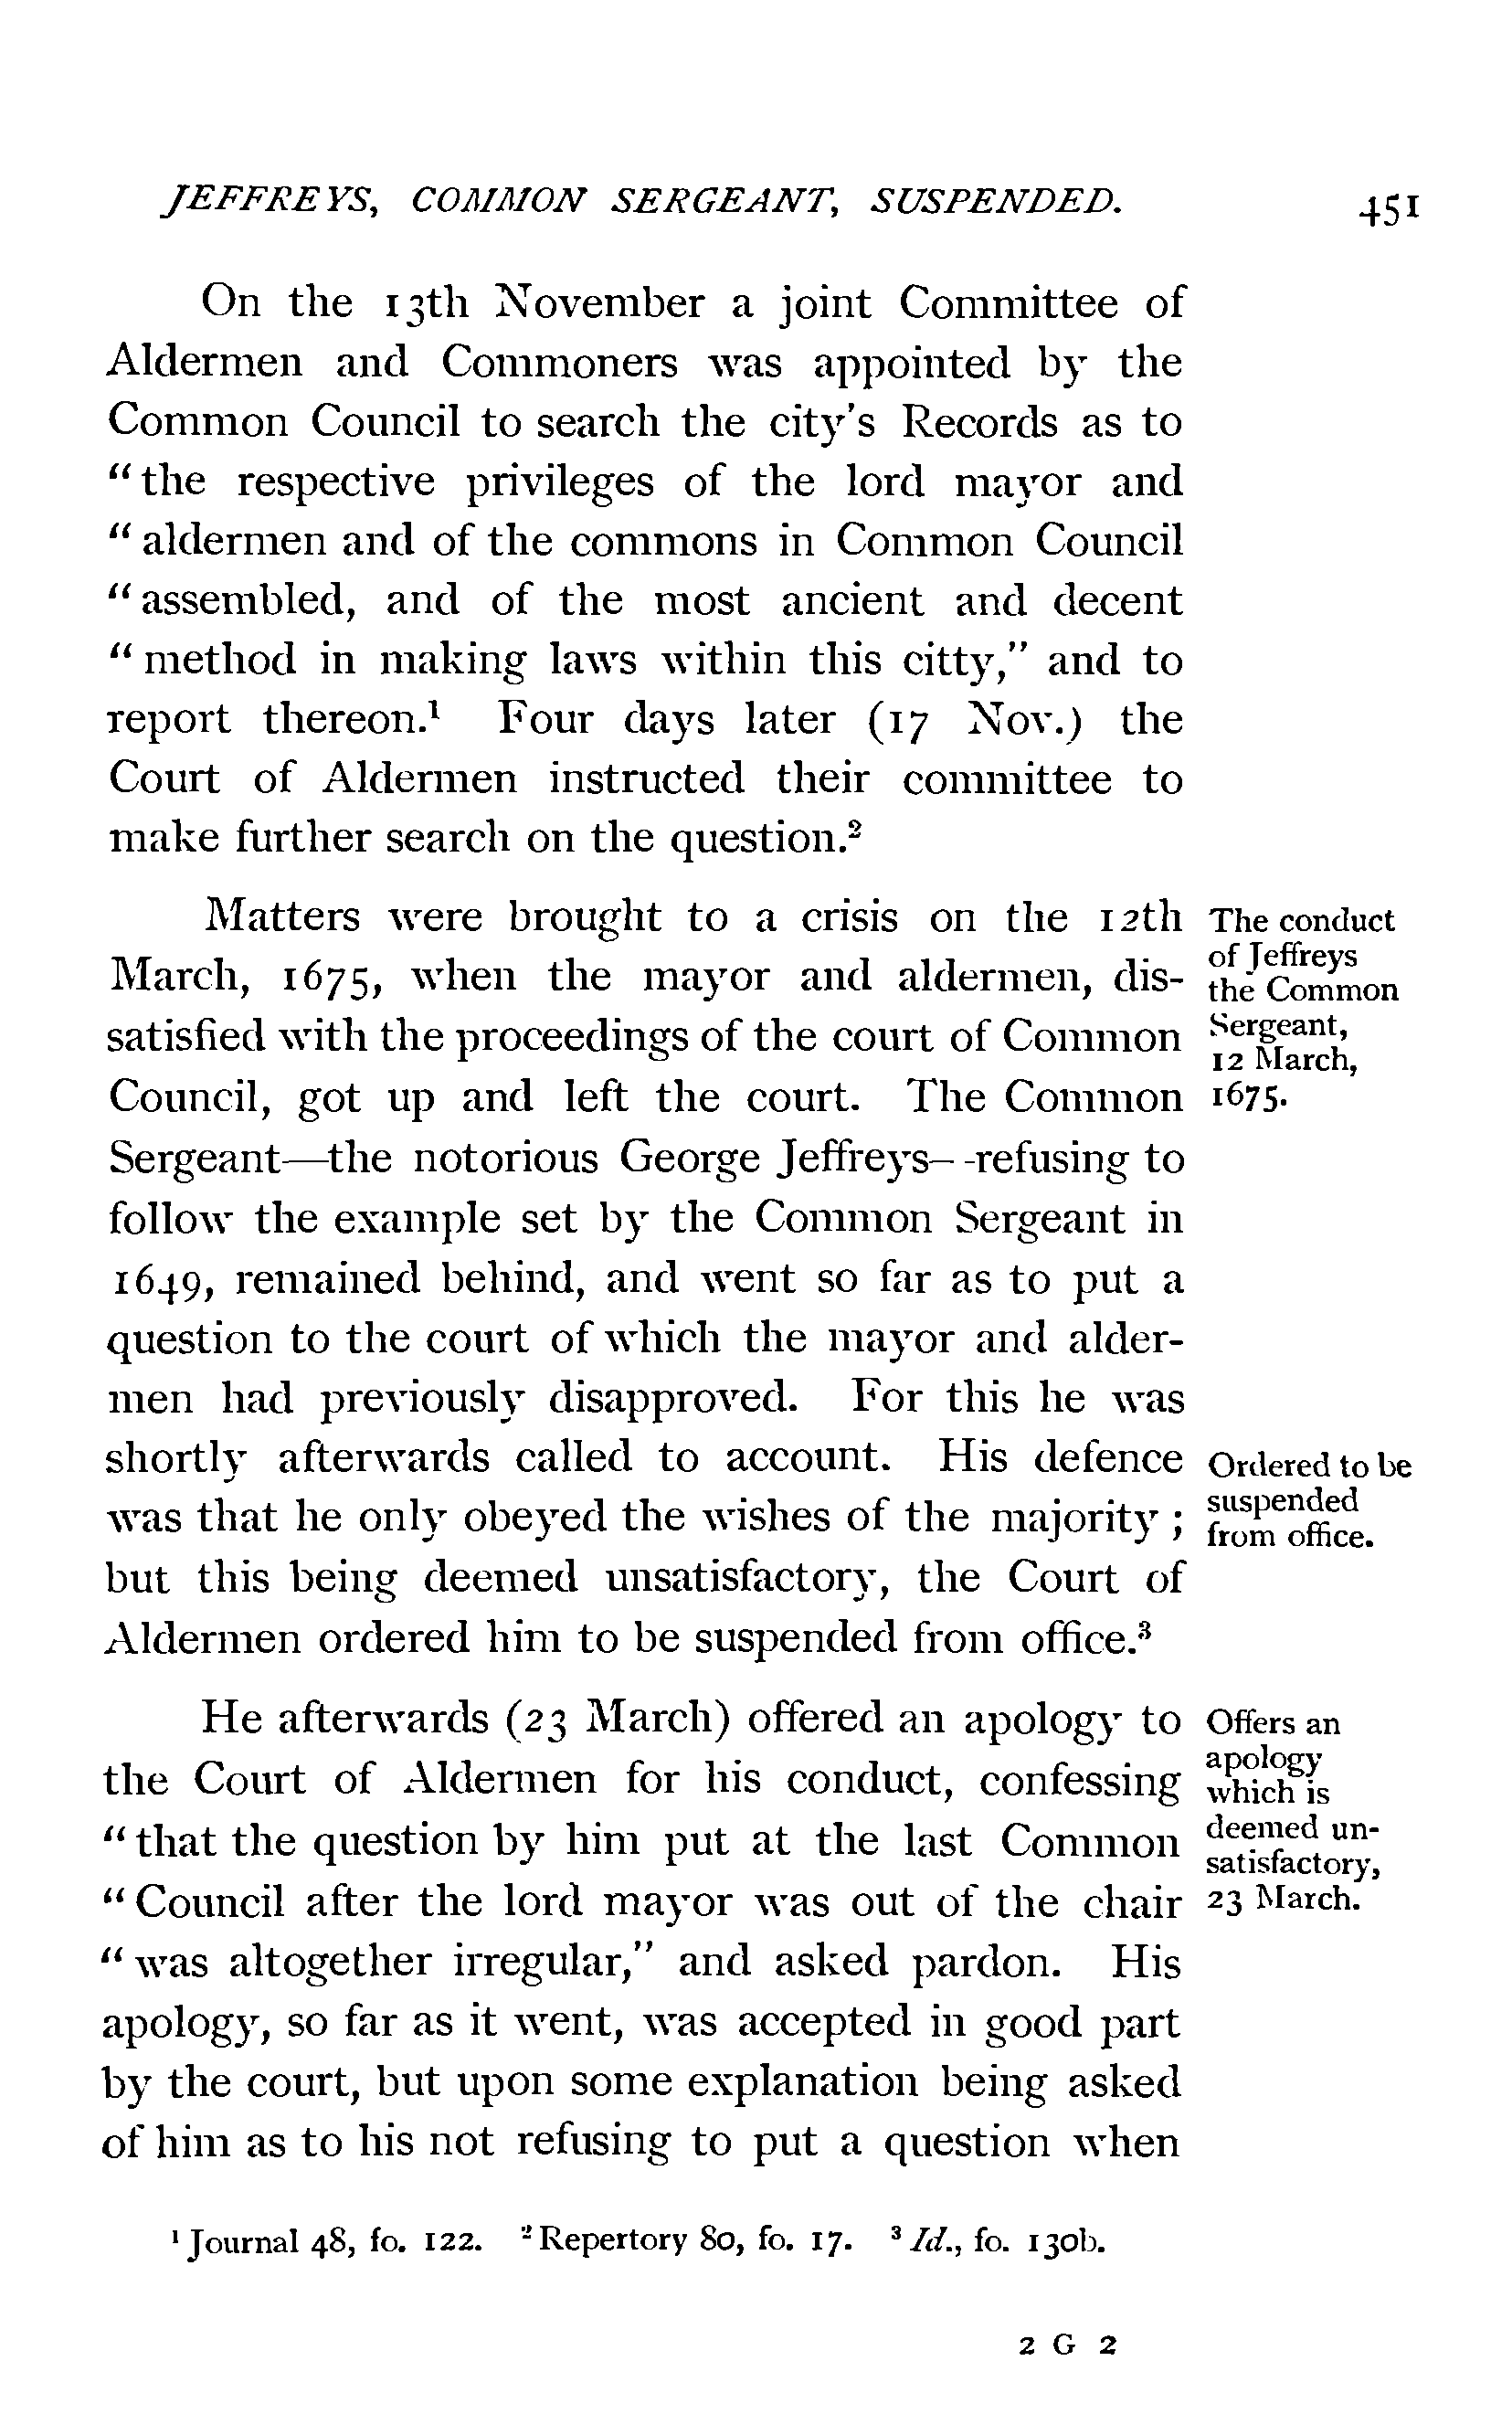 JEFFREYS, COMMON SERGEANT, SUSPENDED. 451
On the 13th November a joint Committee of
Aldermen and Commoners was appointed by the
Common Council to search the city's Records as to
“the respective privileges of the lord mayor and
“aldermen and of the commons in Common Council
“assembled, and of the most ancient and decent
“method in making laws within this citty,” and to
report thereon.¹ Four days later (17 Nov.) the
Court of Aldermen instructed their committee to
make further search on the question.²
Matters were brought to a crisis on the 12th
March, 1675, when the mayor and aldermen, dis-
satisfied with the proceedings of the court of Common
Council, got up and left the court. The Common
Sergeant—the notorious George Jeffreys—refusing to
follow the example set by the Common Sergeant in
1649, remained behind, and went so far as to put a
question to the court of which the mayor and alder-
men had previously disapproved. For this he was
shortly afterwards called to account. His defence
was that he only obeyed the wishes of the majority;
but this being deemed unsatisfactory, the Court of
Aldermen ordered him to be suspended from office.³
The conduct
of Jeffreys
the Common
Sergeant,
12 March,
1675.
Ordered to be
suspended
from office.
He afterwards (23 March) offered an apology to
the Court of Aldermen for his conduct, confessing
“that the question by him put at the last Common
“Council after the lord mayor was out of the chair
“was altogether irregular,” and asked pardon. His
apology, so far as it went, was accepted in good part
by the court, but upon some explanation being asked
of him as to his not refusing to put a question when
Offers an
apology
which is
deemed un-
satisfactory,
23 March.
¹ Journal 48, fo. 122. ² Repertory 80, fo. 17. ³ Id., fo. 130b.
2 G 2